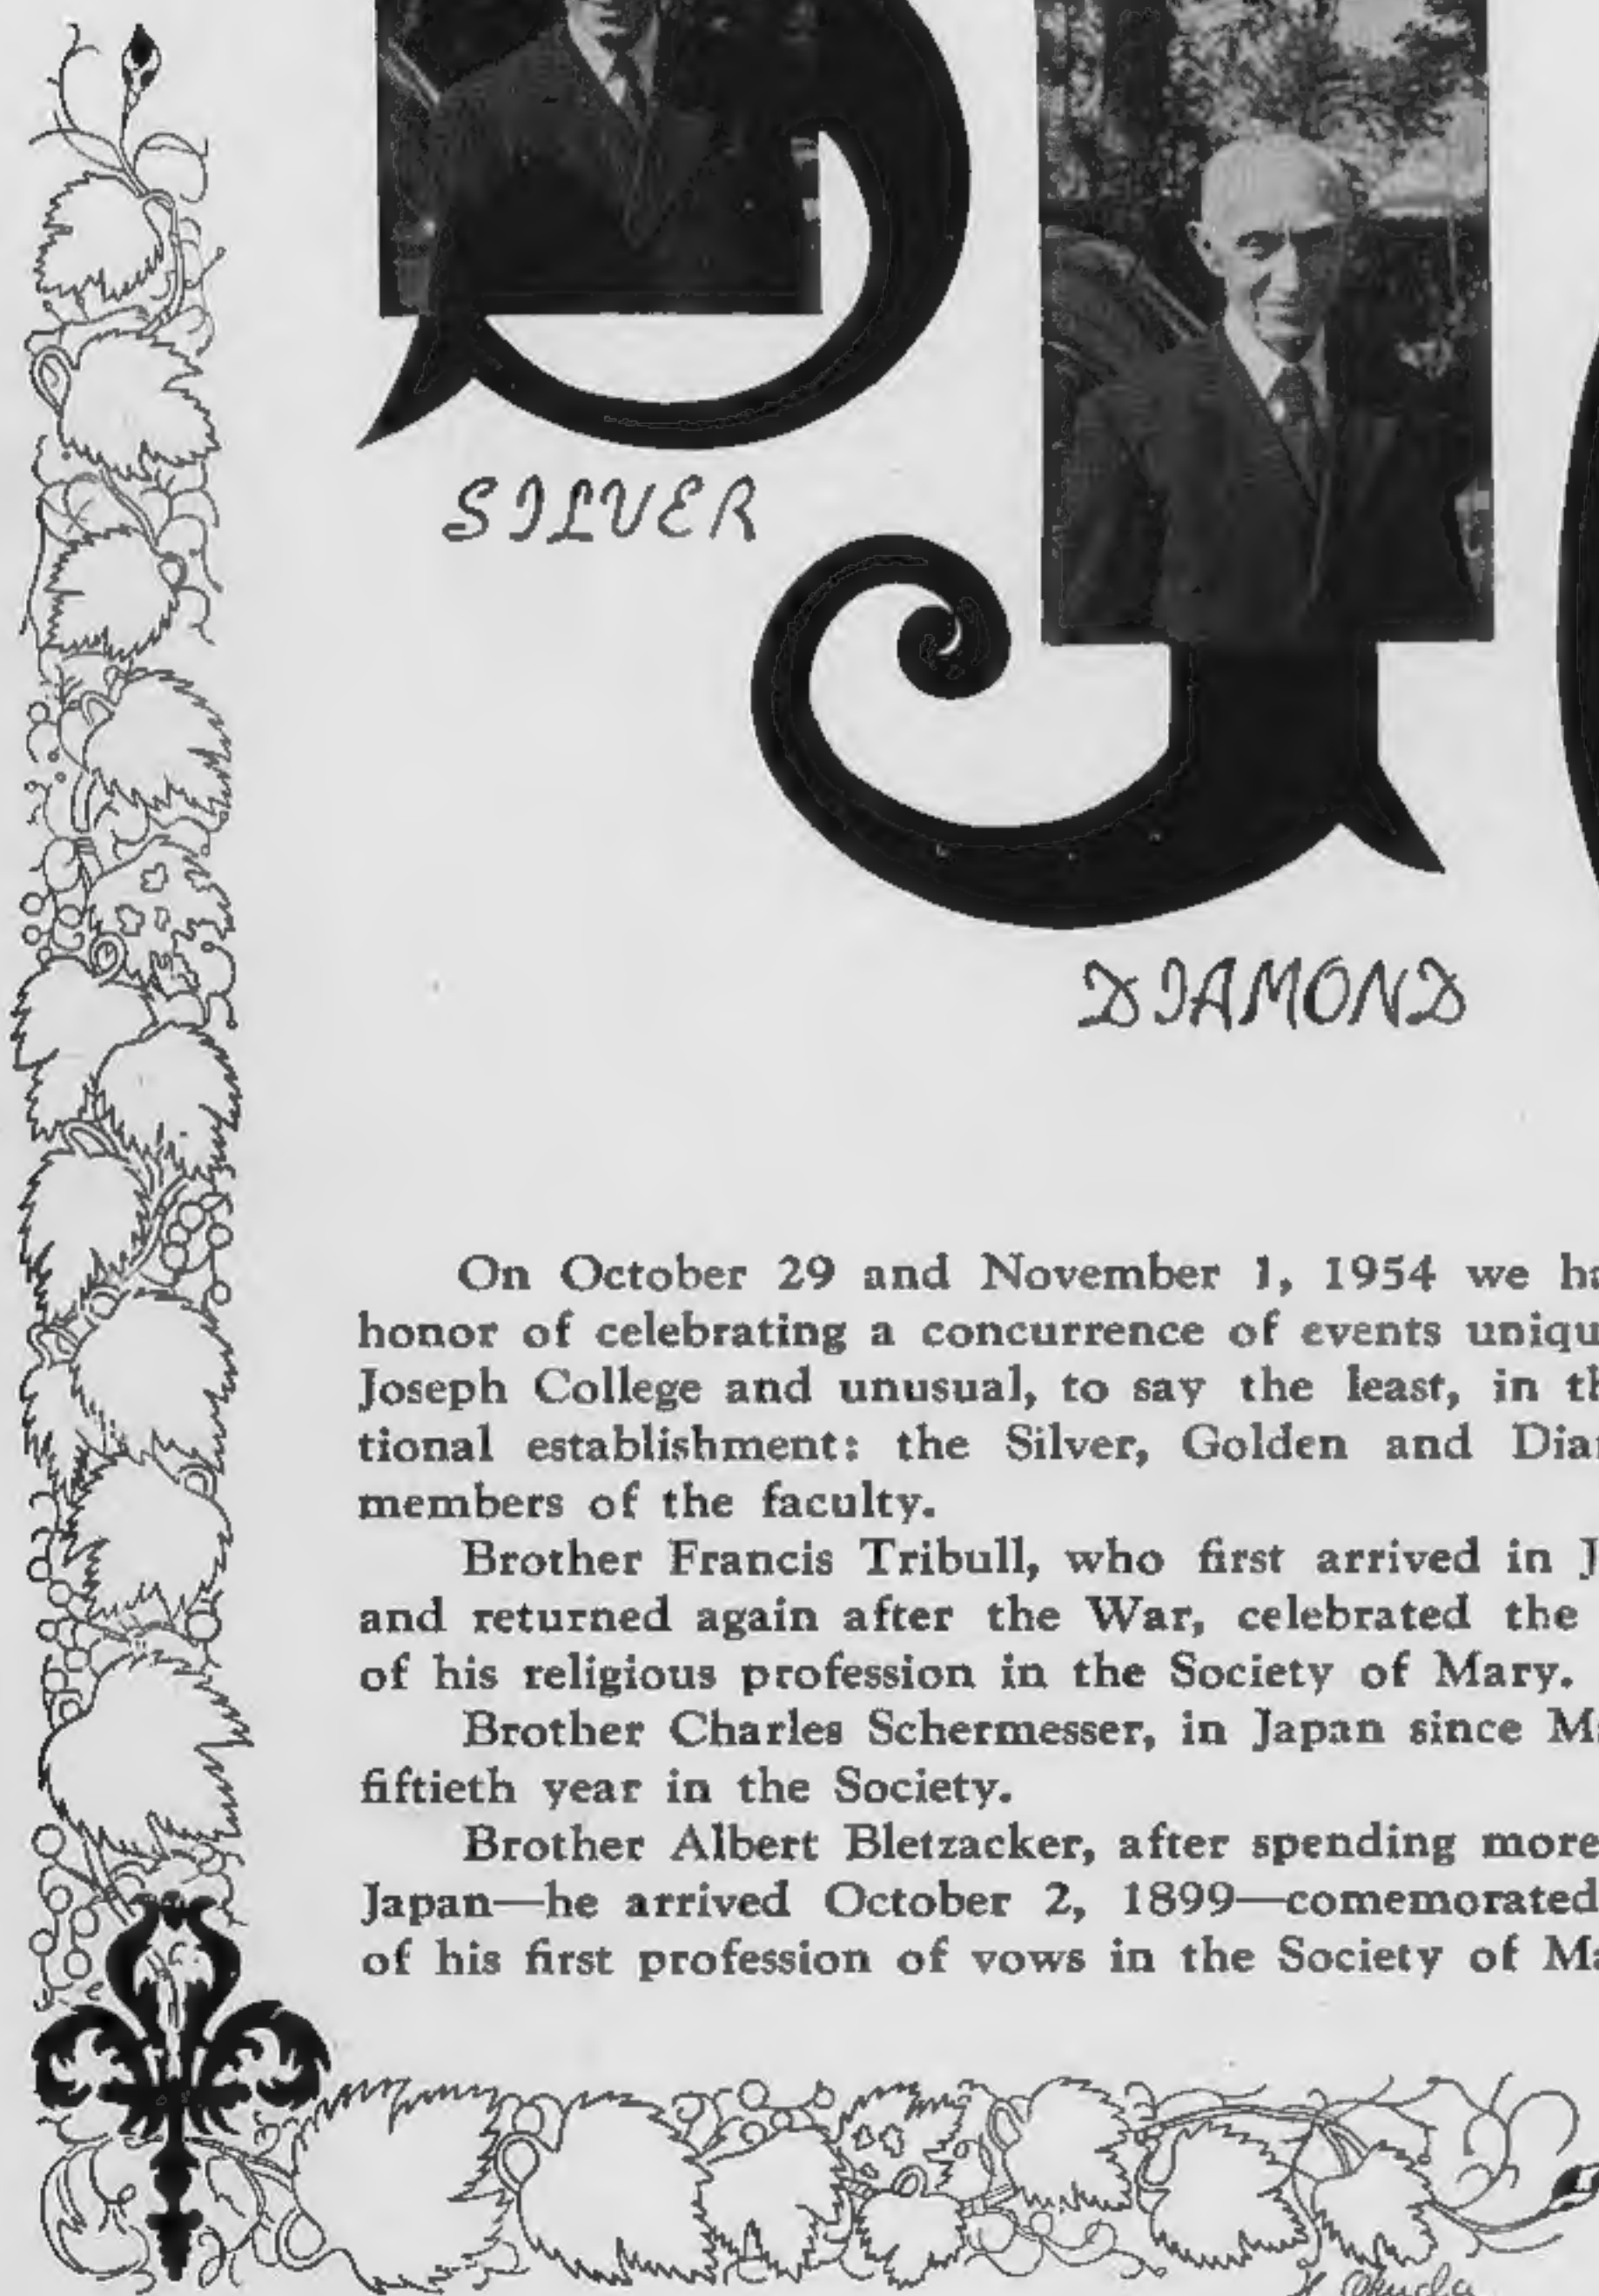 SILVER
DIAMOND
On October 29 and November 1, 1954 we
honor of celebrating a concurrence of events
Joseph College and unusual, to say the least, in
tional establishment: the Silver, Golden and
members of the faculty.
Brother Francis Tribull, who first arrived in
and returned again after the War, celebrated the
of his religious profession in the Society of Mary.
Brother Charles Schermesser, in Japan since
fiftieth year in the Society.
Brother Albert Bletzacker, after spending more
Japan—he arrived October 2, 1899—comemorated
of his first profession of vows in the Society of